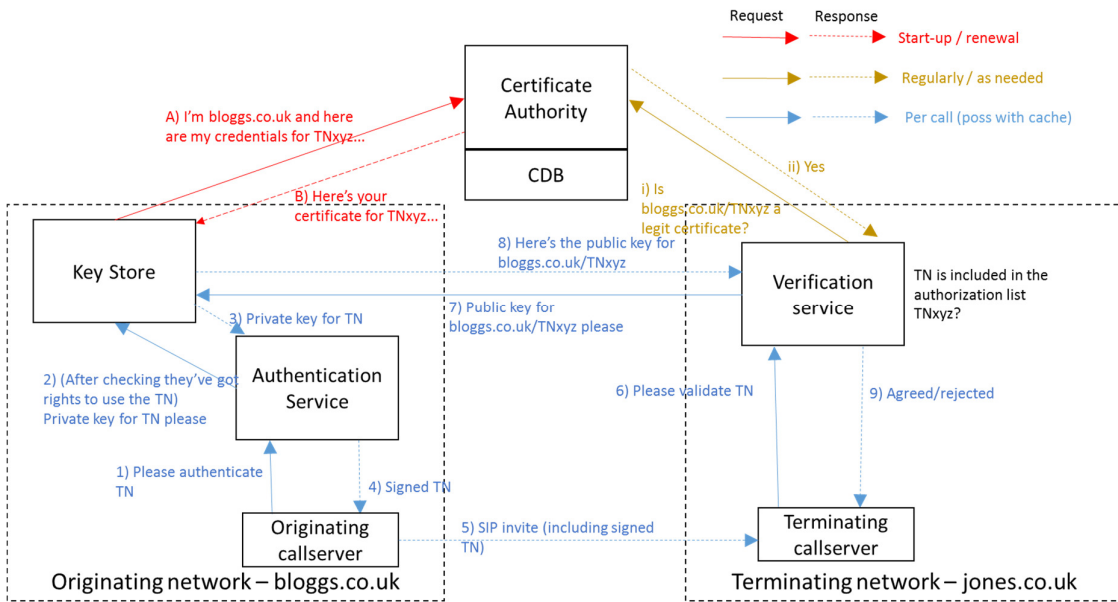 Request
Response
Start-up / renewal
Regularly / as needed
Per call (poss with cache)
Certificate
Authority
CDB
A) I'm bloggs.co.uk and here
are my credentials for TNxyz...
B) Here's your
certificate for TNxyz...
ii) Yes
i) Is
bloggs.co.uk/TNxyz a
legit certificate?
Key Store
8) Here's the public key for
bloggs.co.uk/TNxyz
7) Public key for
bloggs.co.uk/TNxyz please
Verification
service
TN is included in the
authorization list
TNxyz?
3) Private key for TN
2) (After checking they've got
rights to use the TN)
Private key for TN please
Authentication
Service
6) Please validate TN
9) Agreed/rejected
1) Please authenticate
TN
4) Signed TN
Originating
callserver
5) SIP invite (including signed
TN)
Terminating
callserver
Originating network – bloggs.co.uk
Terminating network – jones.co.uk